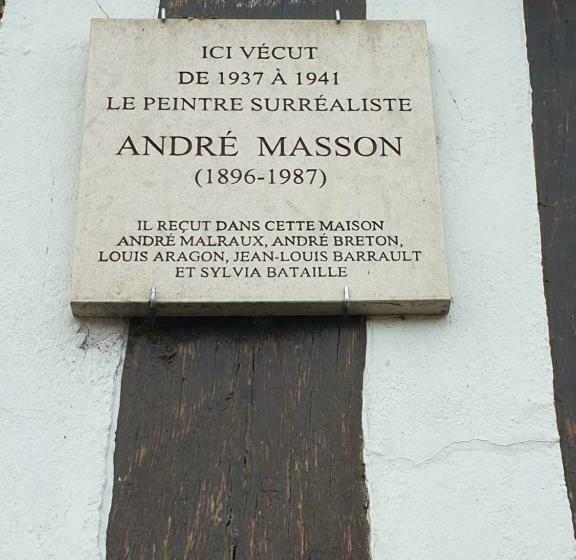 ICI VÉCUT
DE 1937 À 1941
LE PEINTRE SURRÉALISTE
ANDRÉ MASSON
(1896-1987)
IL REÇUT DANS CETTE MAISON
ANDRÉ MALRAUX, ANDRÉ BRETON,
LOUIS ARAGON, JEAN-LOUIS BARRAULT
ET SYLVIA BATAILLE